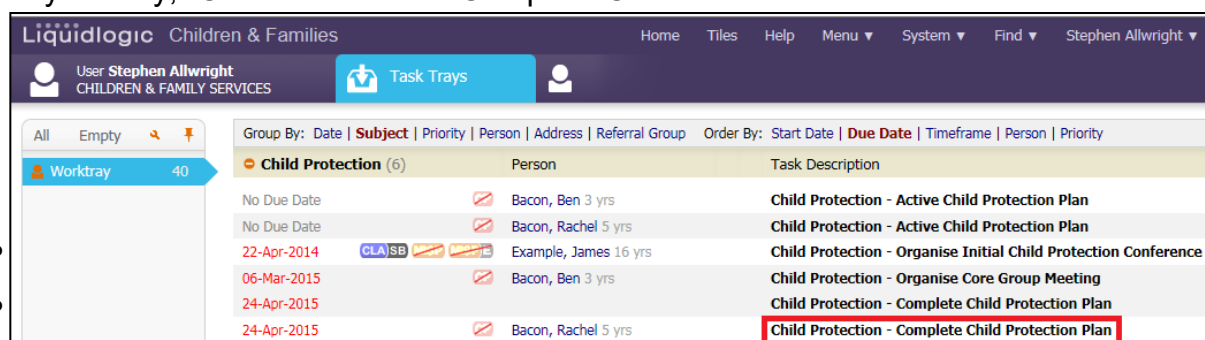 Liquidlogic Children & Families Home Tiles Help Menu ▼ System ▼ Find ▼ Stephen Allwright ▼
User Stephen Allwright
CHILDREN & FAMILY SERVICES
Task Trays
All Empty
Group By: Date | Subject | Priority | Person | Address | Referral Group Order By: Start Date | Due Date | Timeframe | Person | Priority
Worktray 40
Child Protection (6) Person Task Description
No Due Date Bacon, Ben 3 yrs Child Protection - Active Child Protection Plan
No Due Date Bacon, Rachel 5 yrs Child Protection - Active Child Protection Plan
22-Apr-2014 CLA SB Example, James 16 yrs Child Protection - Organise Initial Child Protection Conference
06-Mar-2015 Bacon, Ben 3 yrs Child Protection - Organise Core Group Meeting
24-Apr-2015 Child Protection - Complete Child Protection Plan
24-Apr-2015 Bacon, Rachel 5 yrs Child Protection - Complete Child Protection Plan